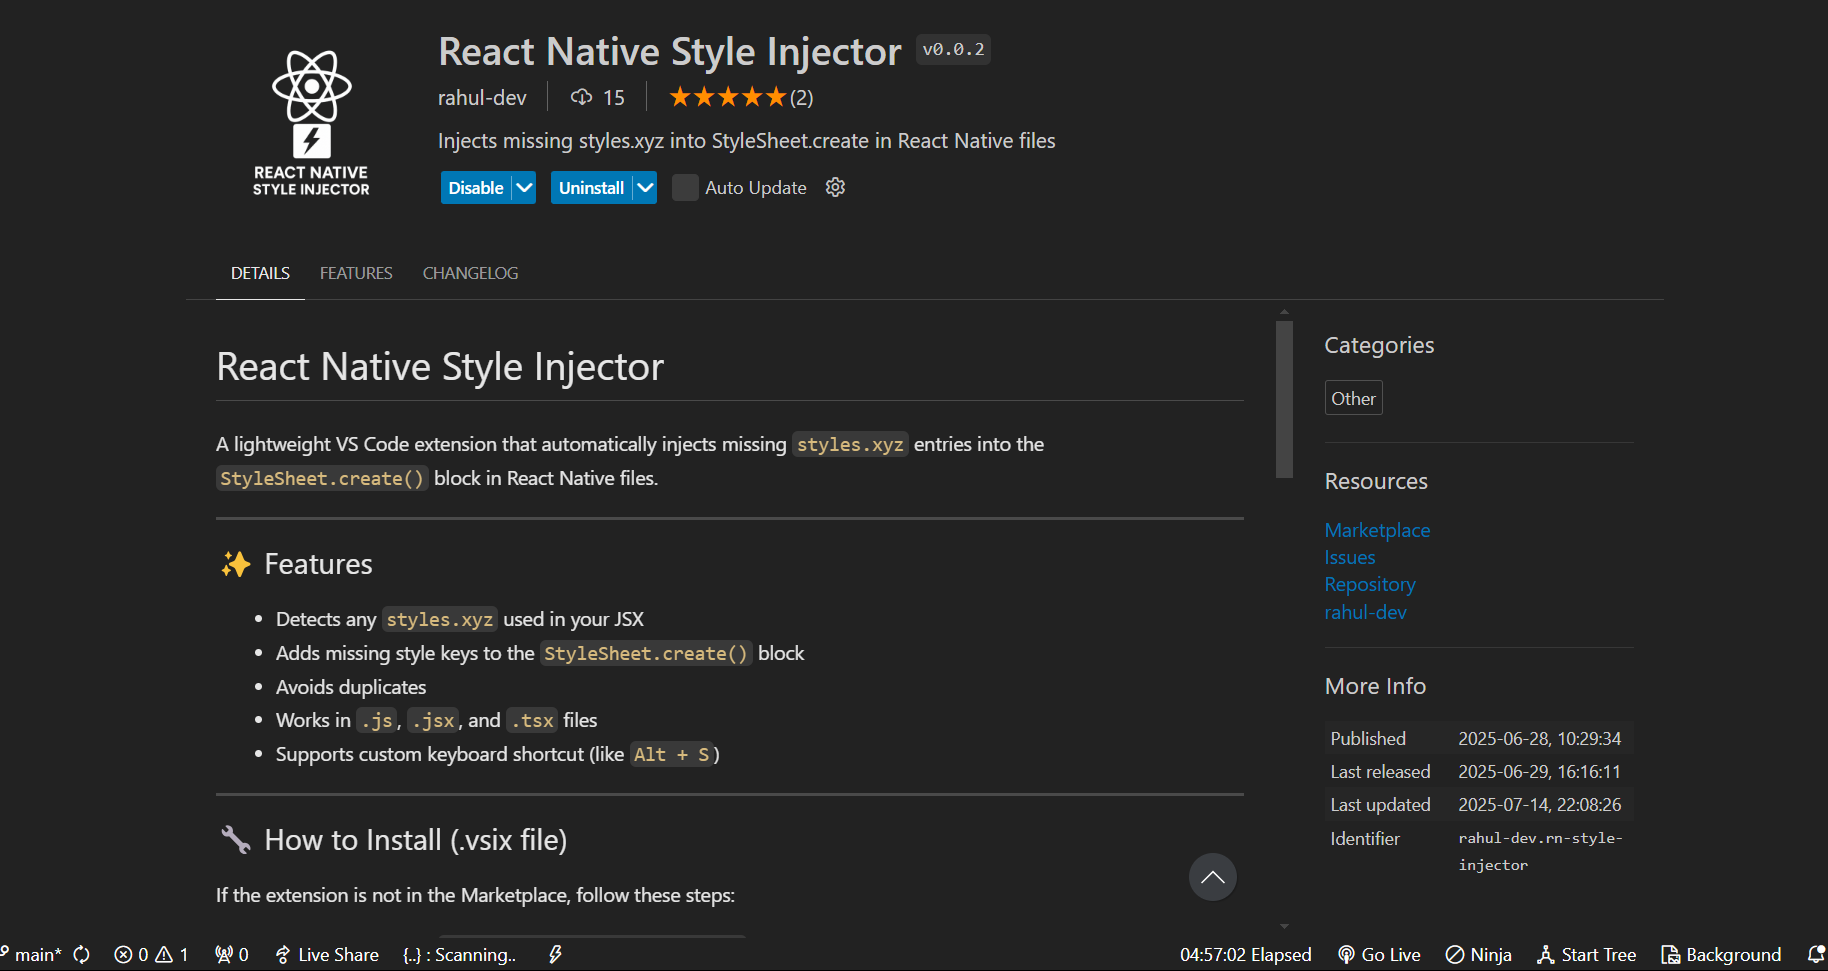 React Native Style Injector v0.0.2
rahul-dev 15 (2)
Injects missing styles.xyz into StyleSheet.create in React Native files
REACT NATIVE
STYLE INJECTOR
Disable Uninstall Auto Update
DETAILS FEATURES CHANGELOG
React Native Style Injector
A lightweight VS Code extension that automatically injects missing styles.xyz entries into the
StyleSheet.create() block in React Native files.
Features
Detects any styles.xyz used in your JSX
Adds missing style keys to the StyleSheet.create() block
Avoids duplicates
Works in .js, .jsx, and .tsx files
Supports custom keyboard shortcut (like Alt + S)
How to Install (.vsix file)
If the extension is not in the Marketplace, follow these steps:
Categories
Other
Resources
Marketplace
Issues
Repository
rahul-dev
More Info
Published 2025-06-28, 10:29:34
Last released 2025-06-29, 16:16:11
Last updated 2025-07-14, 22:08:26
Identifier rahul-dev.rn-style-
injector
main* 0 1 0 Live Share {..} : Scanning.. 04:57:02 Elapsed Go Live Ninja Start Tree Background